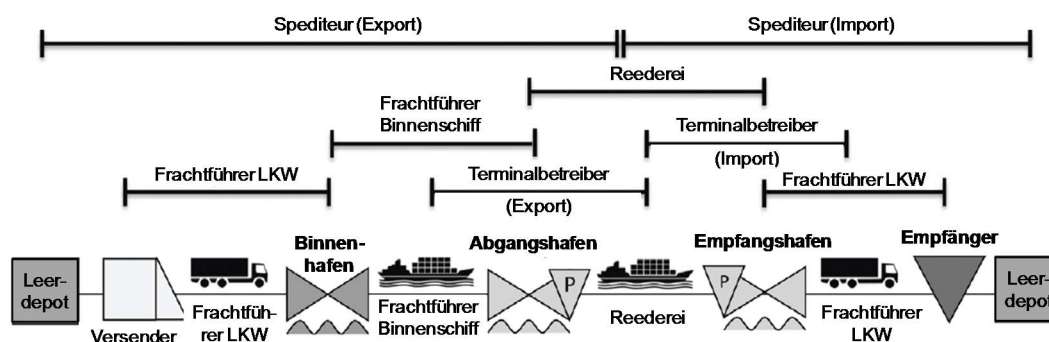 Spediteur (Export)
Spediteur (Import)
Reederei
Frachtführer
Binnenschiff
Terminalbetreiber
(Import)
Frachtführer LKW
Terminalbetreiber
(Export)
Frachtführer LKW
Binnen-
hafen
Abgangshafen
Empfangshafen
Empfänger
Leer-
depot
P
P
Leer-
depot
Versender
Frachtfüh-
rer LKW
Frachtführer
Binnenschiff
Reederei
Frachtführer
LKW